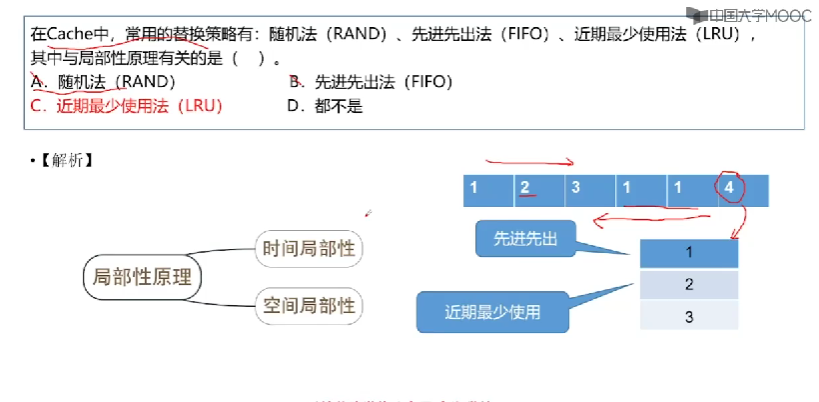 中国大学MOOC
在Cache中，常用的替换策略有：随机法（RAND）、先进先出法（FIFO）、近期最少使用法（LRU），
其中与局部性原理有关的是（ ）。
A．随机法（RAND） B．先进先出法（FIFO）
C．近期最少使用法（LRU） D．都不是
•【解析】
1 2 3 1 1 4
先进先出
时间局部性
局部性原理
空间局部性
近期最少使用
1
2
3